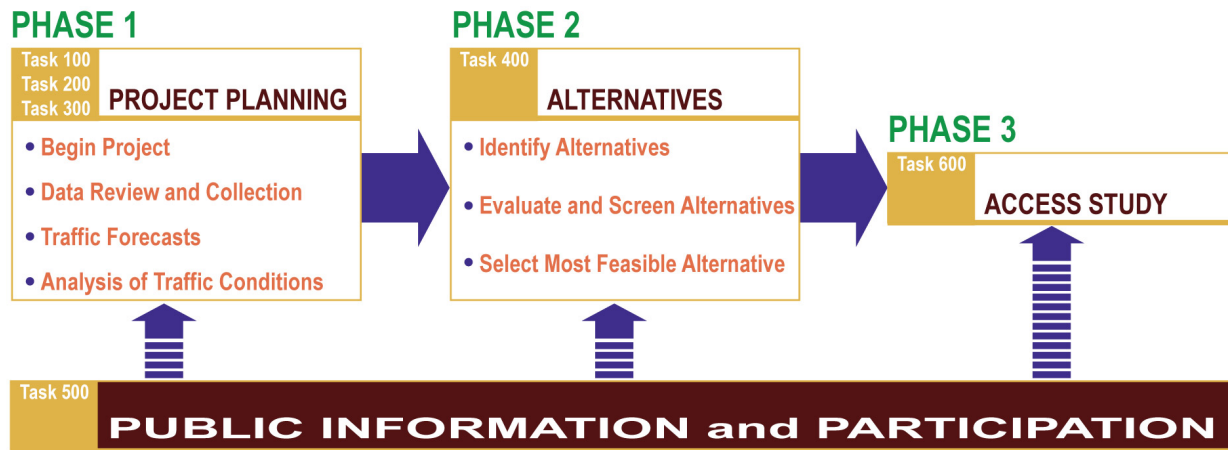 PHASE 1
Task 100
Task 200
Task 300
PROJECT PLANNING
• Begin Project
• Data Review and Collection
• Traffic Forecasts
• Analysis of Traffic Conditions
PHASE 2
Task 400
ALTERNATIVES
• Identify Alternatives
• Evaluate and Screen Alternatives
• Select Most Feasible Alternative
PHASE 3
Task 600
ACCESS STUDY
Task 500
PUBLIC INFORMATION and PARTICIPATION